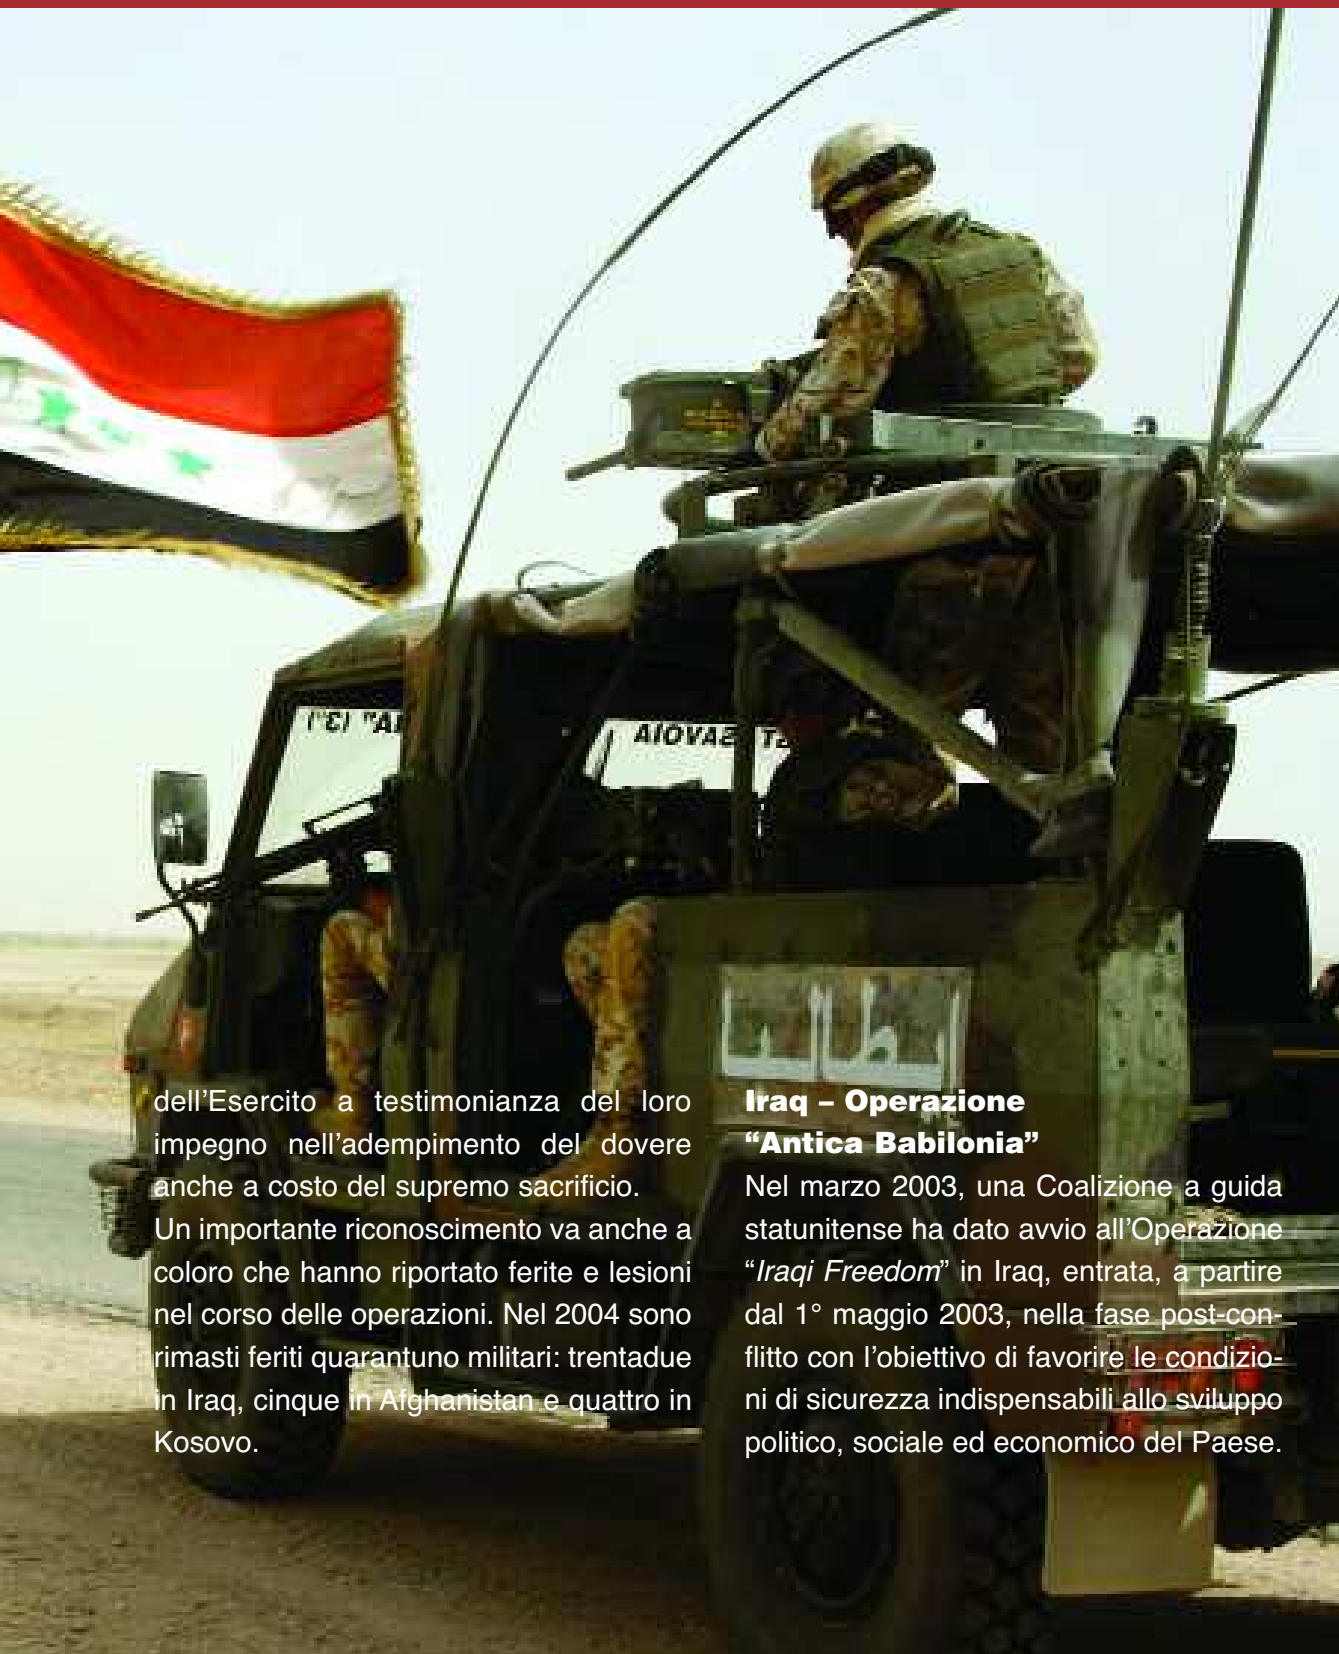 SAVOIA
ايطاليا
dell’Esercito a testimonianza del loro
impegno nell’adempimento del dovere
anche a costo del supremo sacrificio.
Un importante riconoscimento va anche a
coloro che hanno riportato ferite e lesioni
nel corso delle operazioni. Nel 2004 sono
rimasti feriti quarantuno militari: trentadue
in Iraq, cinque in Afghanistan e quattro in
Kosovo.
Iraq – Operazione
“Antica Babilonia”
Nel marzo 2003, una Coalizione a guida
statunitense ha dato avvio all’Operazione
“Iraqi Freedom” in Iraq, entrata, a partire
dal 1° maggio 2003, nella fase post-con-
flitto con l’obiettivo di favorire le condizio-
ni di sicurezza indispensabili allo sviluppo
politico, sociale ed economico del Paese.